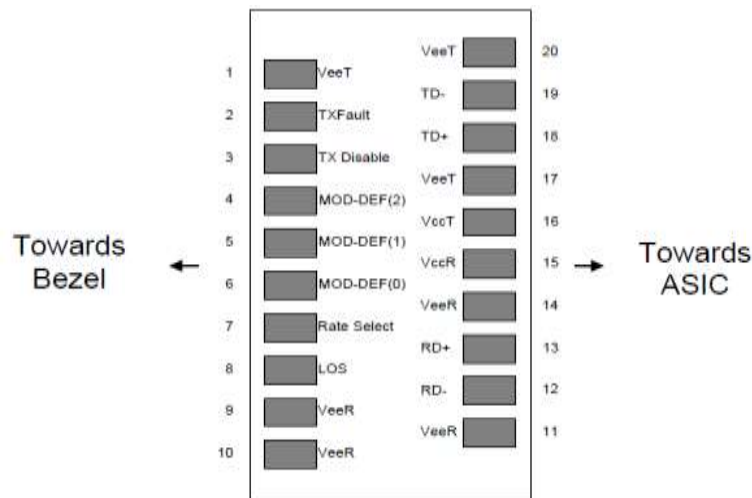 Towards
Bezel
1 VeeT
2 TXFault
3 TX Disable
4 MOD-DEF(2)
5 MOD-DEF(1)
6 MOD-DEF(0)
7 Rate Select
8 LOS
9 VeeR
10 VeeR
VeeT 20
TD- 19
TD+ 18
VeeT 17
VccT 16
VccR 15
VeeR 14
RD+ 13
RD- 12
VeeR 11
Towards
ASIC